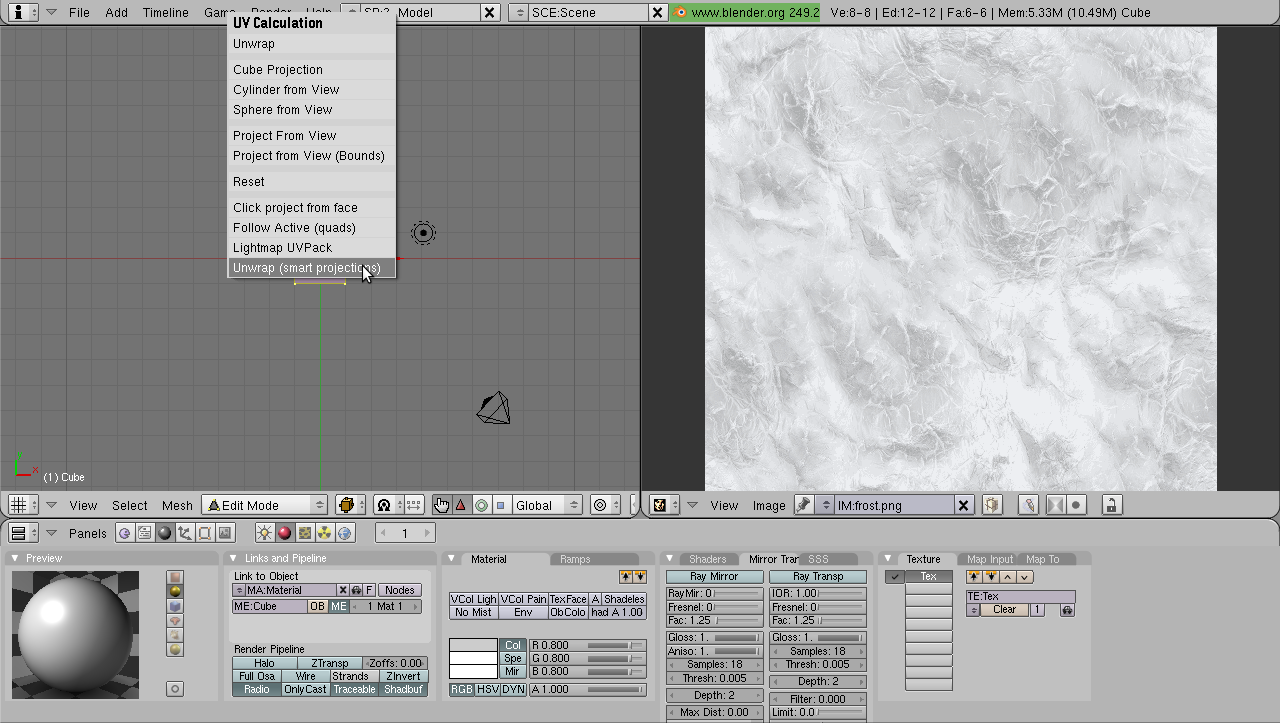 File Add Timeline SCE:Scene www.blender.org 249.2 Ve:8-8 | Ed:12-12 | Fa:6-6 | Mem:5.33M (10.49M) Cube
UV Calculation
Unwrap
Cube Projection
Cylinder from View
Sphere from View
Project From View
Project from View (Bounds)
Reset
Click project from face
Follow Active (quads)
Lightmap UVPack
Unwrap (smart projections)
x
(1) Cube
View Select Mesh Edit Mode Global
View Image IM:frost.png
Panels 1
Preview
Links and Pipeline
Link to Object
MA:Material F Nodes
ME:Cube OB ME 1 Mat 1
Render Pipeline
Halo ZTransp Zoffs: 0.00
Full Osa Wire Strands ZInvert
Radio OnlyCast Traceable Shadbuf
Material Ramps
VCol Ligh VCol Pain TexFace A Shadeles
No Mist Env ObColo had A 1.00
Col R 0.800
Spe G 0.800
Mir B 0.800
RGB HSV DYN A 1.000
Shaders Mirror Tran SSS
Ray Mirror Ray Transp
RayMir: 0 IOR: 1.00
Fresnel: 0 Fresnel: 0
Fac: 1.25 Fac: 1.25
Gloss: 1. Gloss: 1.
Aniso: 1. Samples: 18
Samples: 18 Thresh: 0.005
Thresh: 0.005 Depth: 2
Depth: 2 Filter: 0.000
Max Dist: 0.00 Limit: 0.0
Texture Map Input Map To
Tex
TE:Tex
Clear 1